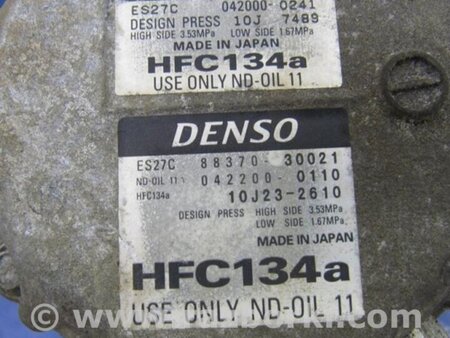 ES27C 042000-0241
DESIGN PRESS 10J 7489
HIGH SIDE 3.53MPa LOW SIDE 1.67MPa
MADE IN JAPAN
HFC134a
USE ONLY ND-OIL 11
DENSO
ES27C 88370-30021
ND-OIL 11 042200-0110
HFC134a 10J23-2610
DESIGN PRESS HIGH SIDE 3.53MPa
LOW SIDE 1.67MPa
MADE IN JAPAN
HFC134a
USE ONLY ND-OIL 11